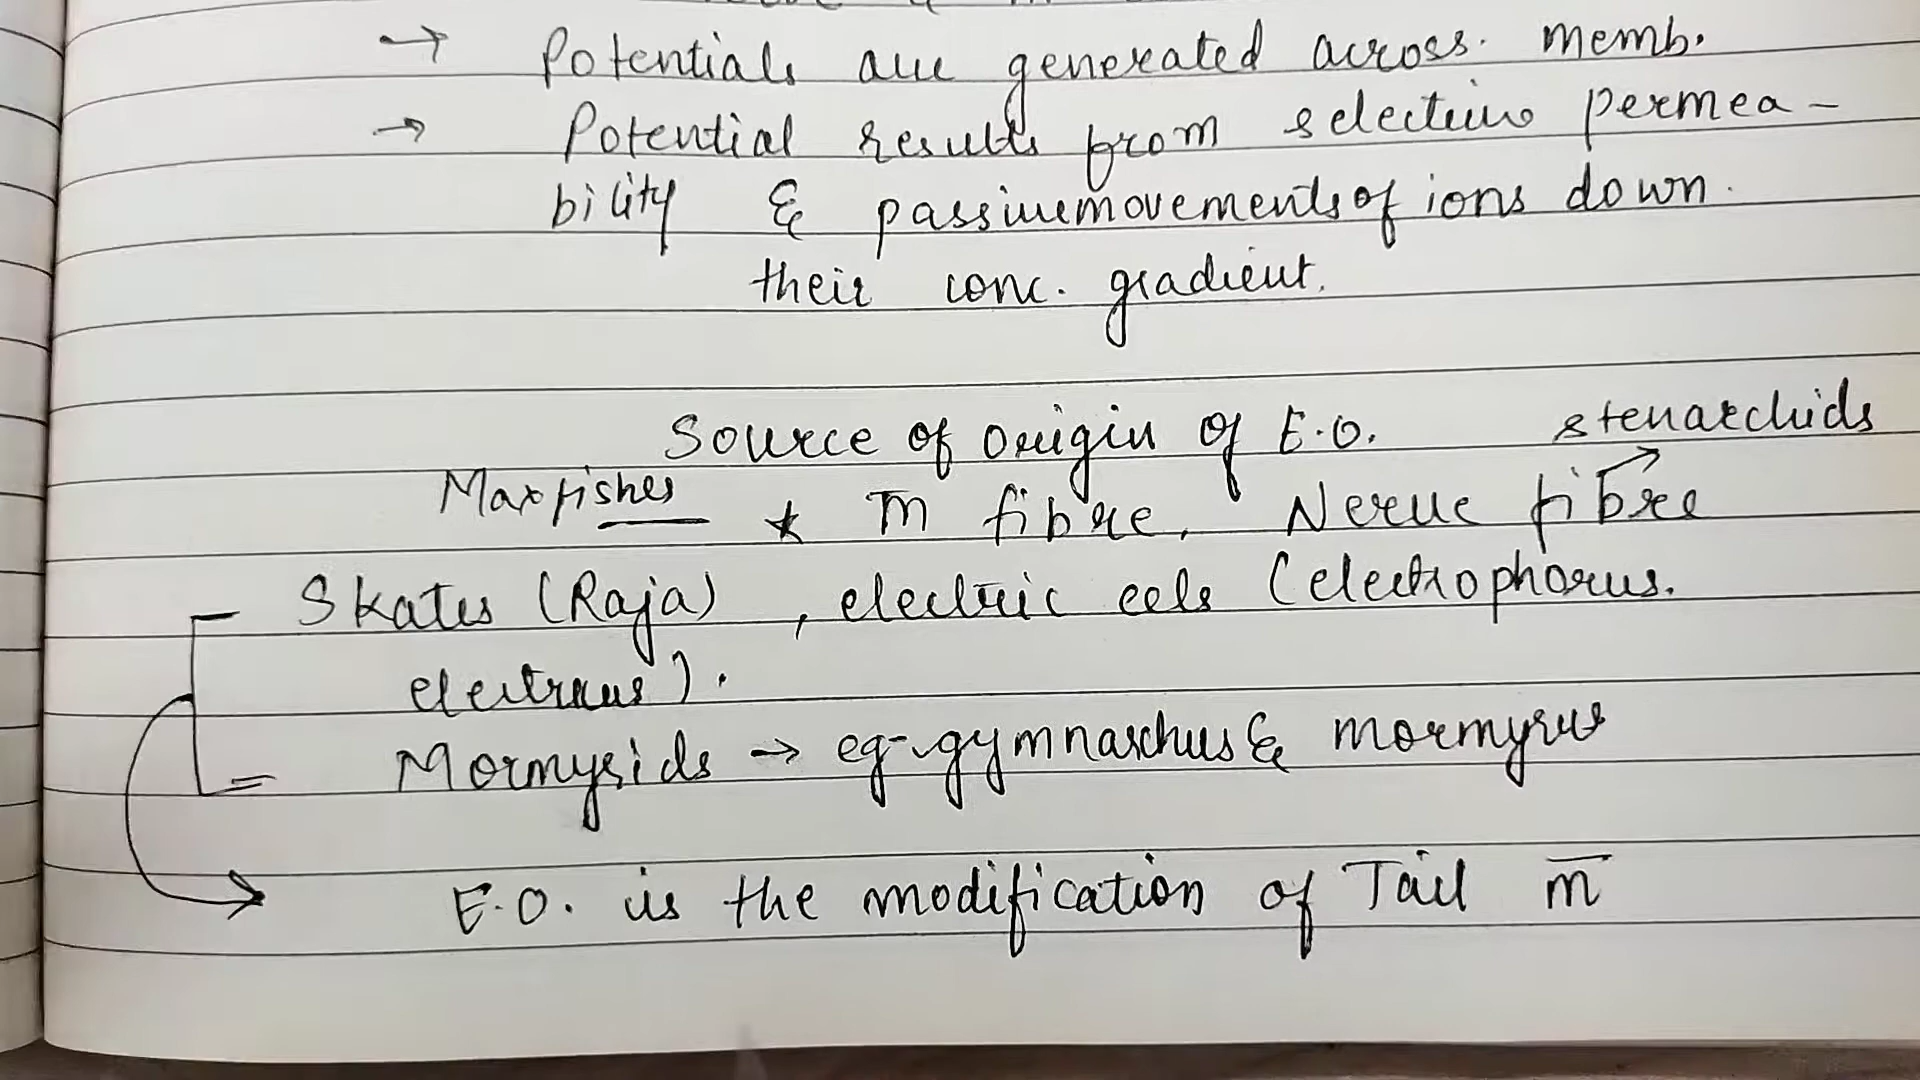 → Potentials are generated across. memb.
→ Potential results from selective permea-
bility & passive movements of ions down.
their conc. gradient.
Source of origin of E.O. stenarchids
Max fishes * m̅ fibre, Nerve fibre
Skates (Raja), electric eels (electrophorus.
electricus).
Mormyrids → eg-gymnarchus & mormyrus
E.O. is the modification of Tail m̅